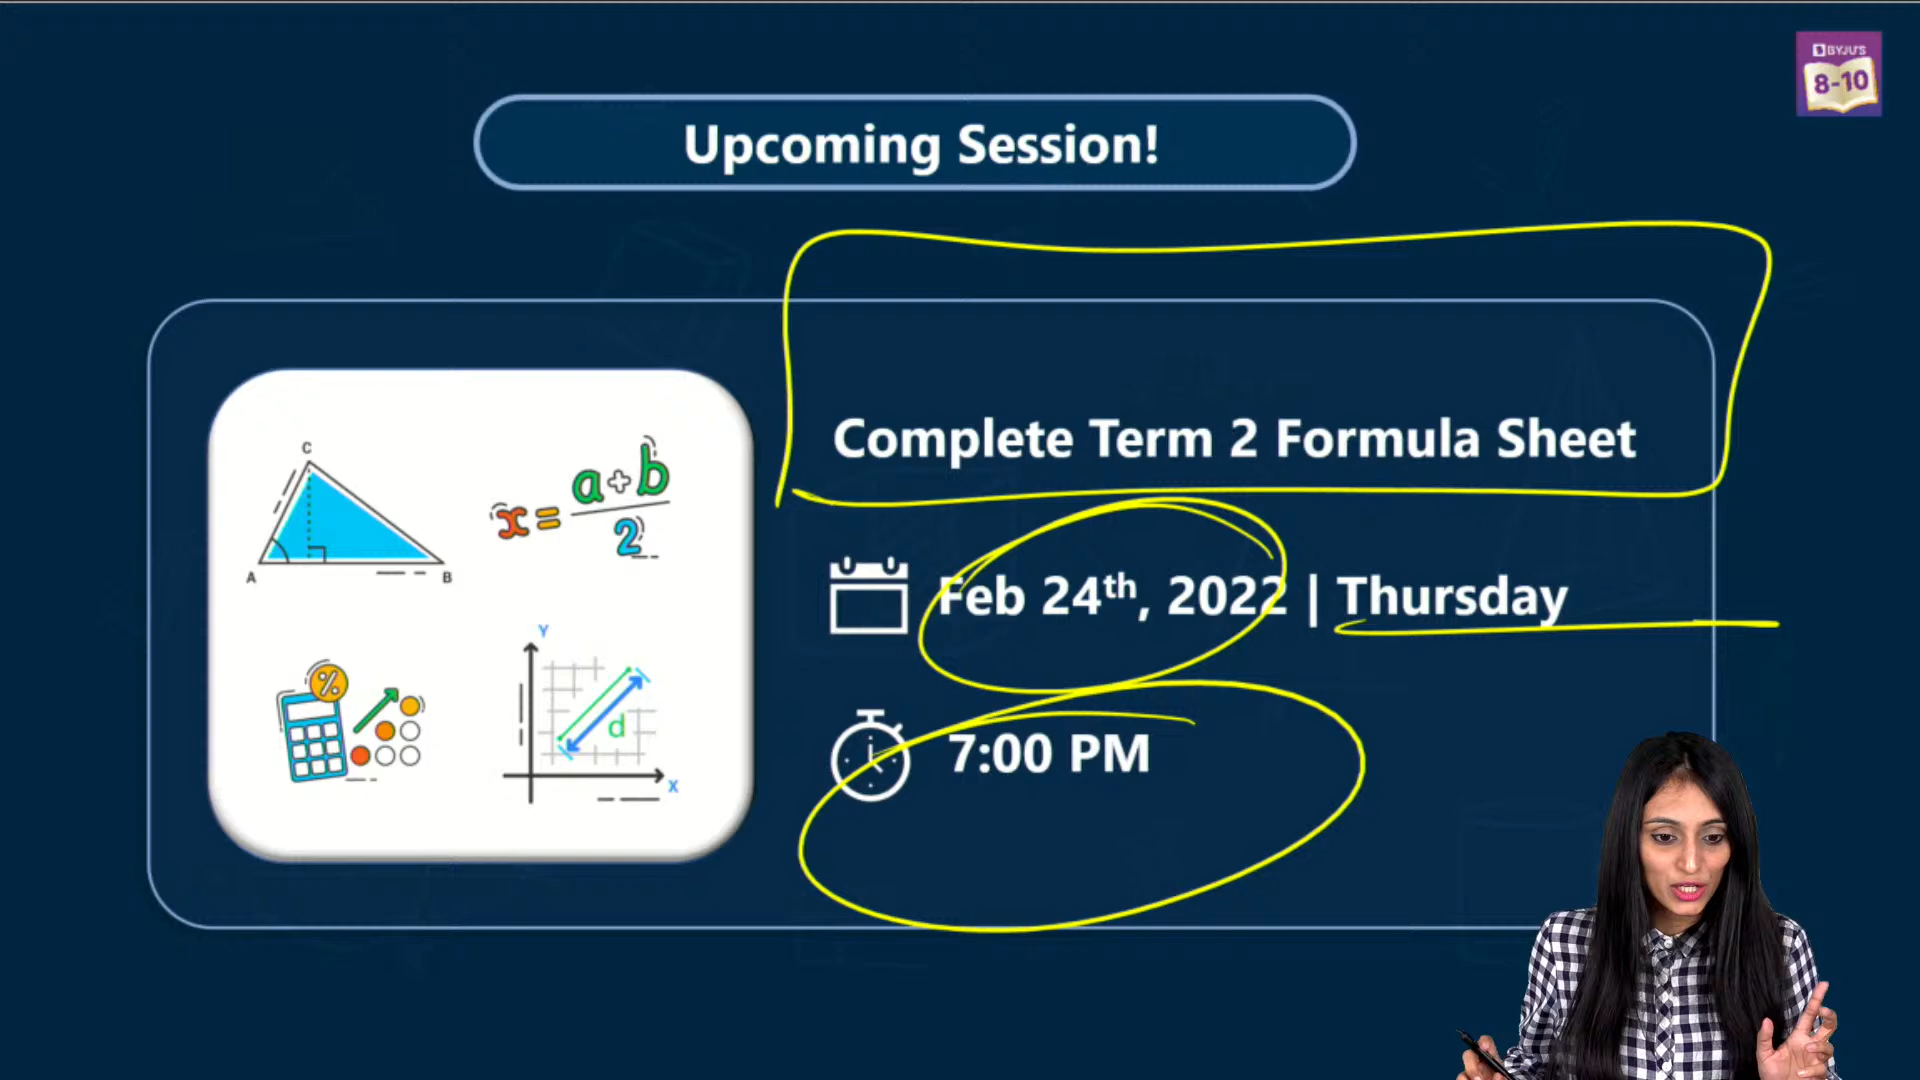 BYJU'S
8-10
Upcoming Session!
Complete Term 2 Formula Sheet
Feb 24th, 2022 | Thursday
7:00 PM
C
A
B
x = a+b
2
%
Y
d
X